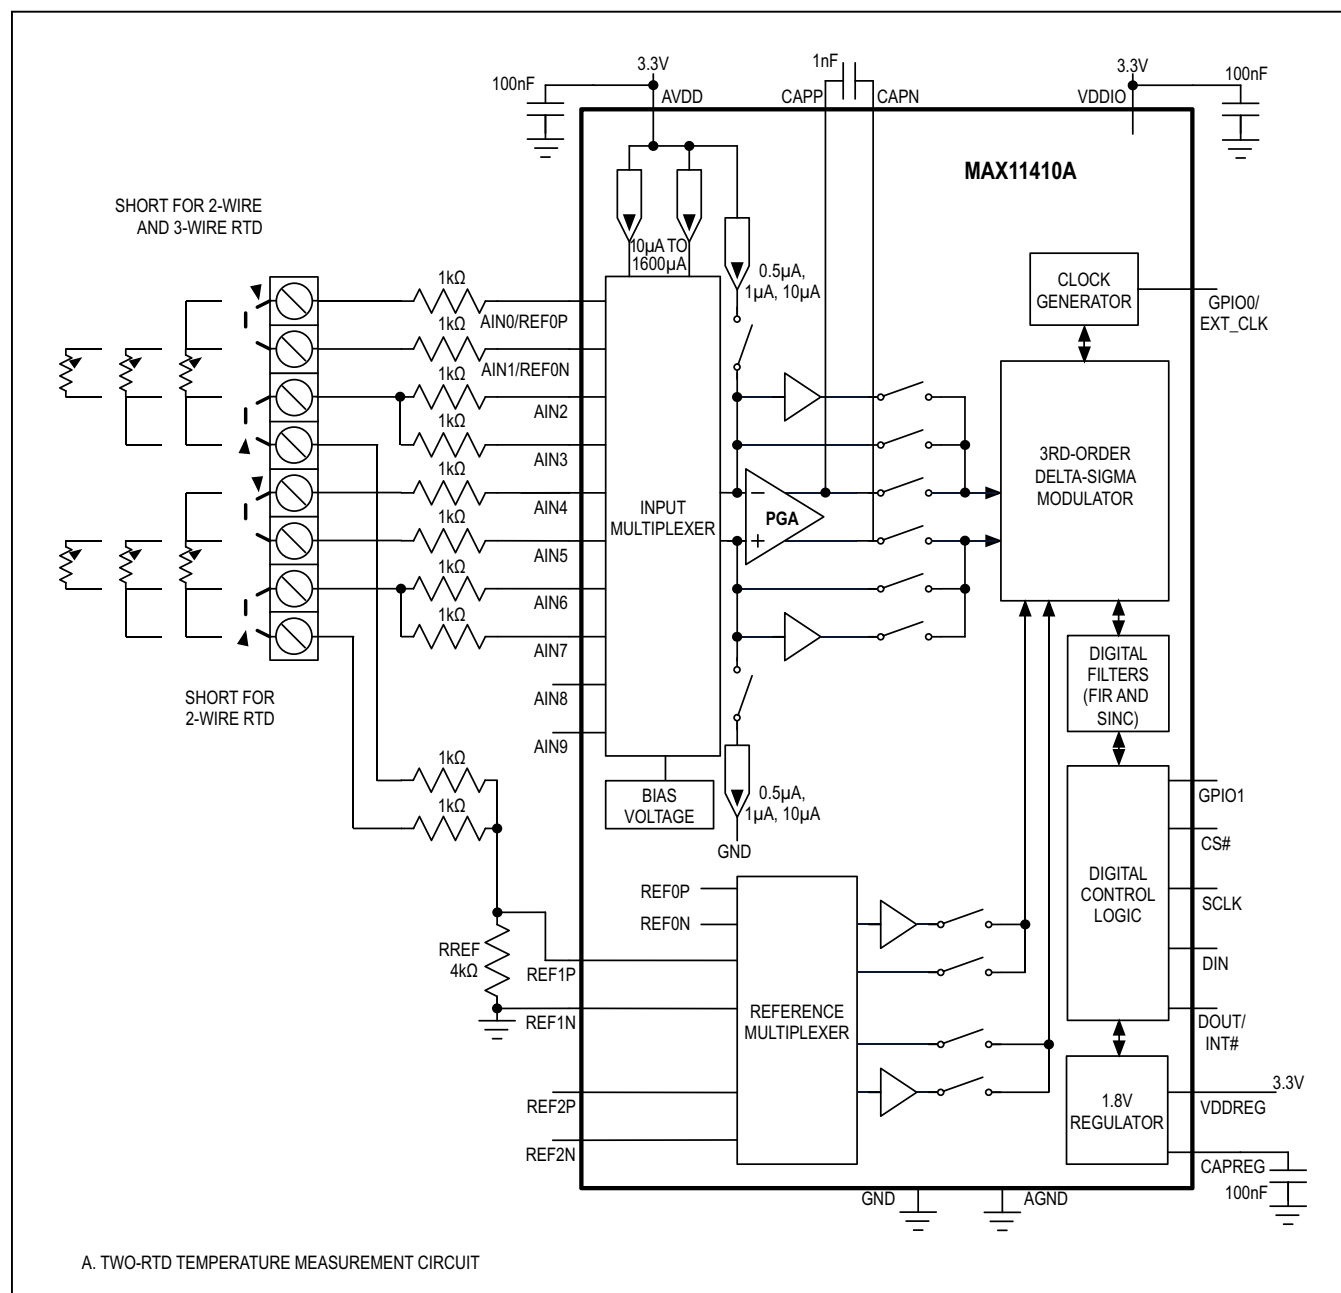 3.3V
1nF
3.3V
100nF
100nF
AVDD
CAPP
CAPN
VDDIO
MAX11410A
SHORT FOR 2-WIRE
AND 3-WIRE RTD
10µA TO
1600µA
0.5µA,
1µA, 10µA
CLOCK
GENERATOR
GPIO0/
EXT_CLK
1kΩ
AIN0/REF0P
1kΩ
AIN1/REF0N
1kΩ
AIN2
1kΩ
AIN3
1kΩ
AIN4
1kΩ
AIN5
1kΩ
AIN6
1kΩ
AIN7
AIN8
AIN9
INPUT
MULTIPLEXER
−
PGA
+
3RD-ORDER
DELTA-SIGMA
MODULATOR
DIGITAL
FILTERS
(FIR AND
SINC)
SHORT FOR
2-WIRE RTD
1kΩ
1kΩ
BIAS
VOLTAGE
0.5µA,
1µA, 10µA
GND
GPIO1
CS#
SCLK
DIN
DOUT/
INT#
DIGITAL
CONTROL
LOGIC
REF0P
REF0N
RREF
4kΩ
REF1P
REF1N
REFERENCE
MULTIPLEXER
REF2P
REF2N
1.8V
REGULATOR
3.3V
VDDREG
CAPREG
100nF
GND
AGND
A. TWO-RTD TEMPERATURE MEASUREMENT CIRCUIT